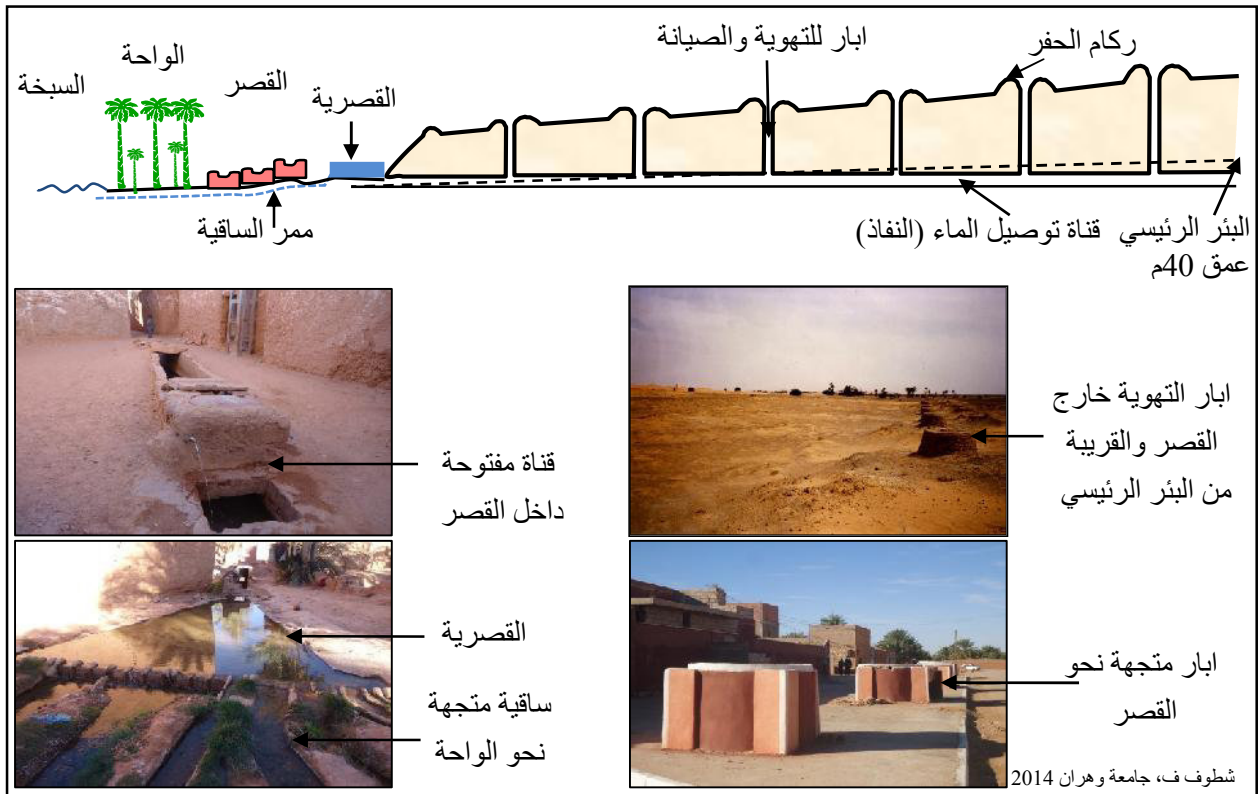 ركام الحفر
ابار للتهوية والصيانة
القصرية
القصر
الواحة
السبخة
البئر الرئيسي
عمق 40م
قناة توصيل الماء (النفاذ)
ممر الساقية
ابار التهوية خارج
القصر والقريبة
من البئر الرئيسي
قناة مفتوحة
داخل القصر
ابار متجهة نحو
القصر
القصرية
ساقية متجهة
نحو الواحة
شطوف ف، جامعة وهران 2014